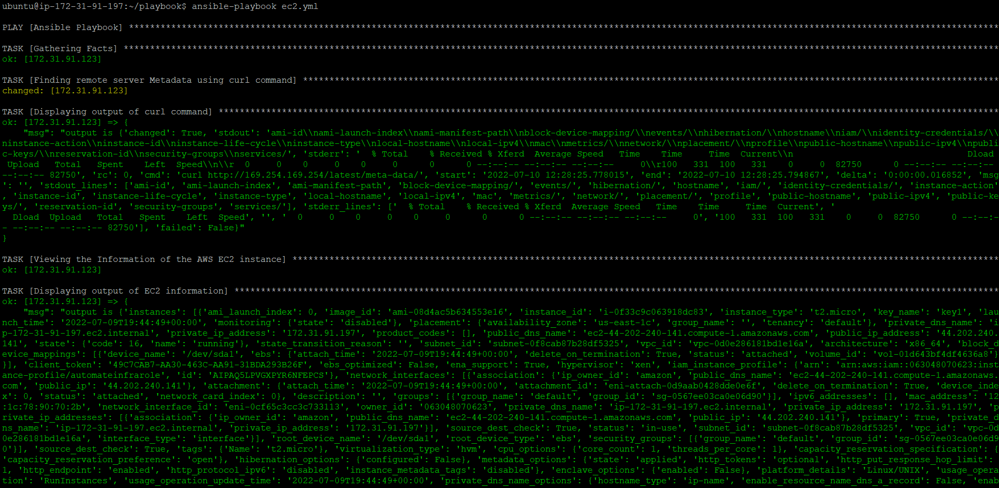 ubuntu@ip-172-31-91-197:~/playbook$ ansible-playbook ec2.yml
PLAY [Ansible Playbook] *********************************************************************************************************************************************************************
TASK [Gathering Facts] **********************************************************************************************************************************************************************
ok: [172.31.91.123]
TASK [Finding remote server Metadata using curl command] ************************************************************************************************************************************
changed: [172.31.91.123]
TASK [Displaying output of curl command] ****************************************************************************************************************************************************
ok: [172.31.91.123] => {
    "msg": "output is {'changed': True, 'stdout': 'ami-id\\nami-launch-index\\nami-manifest-path\\nblock-device-mapping/\\nevents/\\nhibernation/\\nhostname\\niam/\\nidentity-credentials/\\
ninstance-action\\ninstance-id\\ninstance-life-cycle\\ninstance-type\\nlocal-hostname\\nlocal-ipv4\\nmac\\nmetrics/\\nnetwork/\\nplacement/\\nprofile\\npublic-hostname\\npublic-ipv4\\npubli
c-keys/\\nreservation-id\\nsecurity-groups\\nservices/', 'stderr': '  % Total    % Received % Xferd  Average Speed   Time    Time     Time  Current\\n                                 Dload 
 Upload   Total   Spent    Left  Speed\\n\\r  0     0    0     0    0     0      0      0 --:--:-- --:--:-- --:--:--     0\\r100   331  100   331    0     0  82750      0 --:--:-- --:--:-- 
--:--:-- 82750', 'rc': 0, 'cmd': 'curl http://169.254.169.254/latest/meta-data/', 'start': '2022-07-10 12:28:25.778015', 'end': '2022-07-10 12:28:25.794867', 'delta': '0:00:00.016852', 'msg
': '', 'stdout_lines': ['ami-id', 'ami-launch-index', 'ami-manifest-path', 'block-device-mapping/', 'events/', 'hibernation/', 'hostname', 'iam/', 'identity-credentials/', 'instance-action'
, 'instance-id', 'instance-life-cycle', 'instance-type', 'local-hostname', 'local-ipv4', 'mac', 'metrics/', 'network/', 'placement/', 'profile', 'public-hostname', 'public-ipv4', 'public-ke
ys/', 'reservation-id', 'security-groups', 'services/'], 'stderr_lines': ['  % Total    % Received % Xferd  Average Speed   Time    Time     Time  Current', '
  Dload  Upload   Total   Spent    Left  Speed', '', '  0     0    0     0    0     0      0      0 --:--:-- --:--:-- --:--:--     0', '100   331  100   331    0     0  82750      0 --:--:-
- --:--:-- --:--:-- 82750'], 'failed': False}"
}
TASK [Viewing the Information of the AWS EC2 instance] **************************************************************************************************************************************
ok: [172.31.91.123]
TASK [Displaying output of EC2 information] *************************************************************************************************************************************************
ok: [172.31.91.123] => {
    "msg": "output is {'instances': [{'ami_launch_index': 0, 'image_id': 'ami-08d4ac5b634553e16', 'instance_id': 'i-0f33c9c063918dc83', 'instance_type': 't2.micro', 'key_name': 'key1', 'lau
nch_time': '2022-07-09T19:44:49+00:00', 'monitoring': {'state': 'disabled'}, 'placement': {'availability_zone': 'us-east-1c', 'group_name': '', 'tenancy': 'default'}, 'private_dns_name': 'i
p-172-31-91-197.ec2.internal', 'private_ip_address': '172.31.91.197', 'product_codes': [], 'public_dns_name': 'ec2-44-202-240-141.compute-1.amazonaws.com', 'public_ip_address': '44.202.240.
141', 'state': {'code': 16, 'name': 'running'}, 'state_transition_reason': '', 'subnet_id': 'subnet-0f8cab87b28df5325', 'vpc_id': 'vpc-0d0e286181bd1e16a', 'architecture': 'x86_64', 'block_d
evice_mappings': [{'device_name': '/dev/sda1', 'ebs': {'attach_time': '2022-07-09T19:44:49+00:00', 'delete_on_termination': True, 'status': 'attached', 'volume_id': 'vol-01d643bf4df4636a8'}
}], 'client_token': '49C7CAB7-AA30-463C-AA91-31BDA293B26F', 'ebs_optimized': False, 'ena_support': True, 'hypervisor': 'xen', 'iam_instance_profile': {'arn': 'arn:aws:iam::063048070623:inst
ance-profile/automateinfrarole', 'id': 'AIPAQ5LPVGXPYR6NFEPCS'}, 'network_interfaces': [{'association': {'ip_owner_id': 'amazon', 'public_dns_name': 'ec2-44-202-240-141.compute-1.amazonaws.
com', 'public_ip': '44.202.240.141'}, 'attachment': {'attach_time': '2022-07-09T19:44:49+00:00', 'attachment_id': 'eni-attach-0d9aab0428dde0e6f', 'delete_on_termination': True, 'device_inde
x': 0, 'status': 'attached', 'network_card_index': 0}, 'description': '', 'groups': [{'group_name': 'default', 'group_id': 'sg-0567ee03ca0e06d90'}], 'ipv6_addresses': [], 'mac_address': '12
:1c:78:90:70:2b', 'network_interface_id': 'eni-0cf65c3cc3c733113', 'owner_id': '063048070623', 'private_dns_name': 'ip-172-31-91-197.ec2.internal', 'private_ip_address': '172.31.91.197', 'p
rivate_ip_addresses': [{'association': {'ip_owner_id': 'amazon', 'public_dns_name': 'ec2-44-202-240-141.compute-1.amazonaws.com', 'public_ip': '44.202.240.141'}, 'primary': True, 'private_d
ns_name': 'ip-172-31-91-197.ec2.internal', 'private_ip_address': '172.31.91.197'}], 'source_dest_check': True, 'status': 'in-use', 'subnet_id': 'subnet-0f8cab87b28df5325', 'vpc_id': 'vpc-0d
0e286181bd1e16a', 'interface_type': 'interface'}], 'root_device_name': '/dev/sda1', 'root_device_type': 'ebs', 'security_groups': [{'group_name': 'default', 'group_id': 'sg-0567ee03ca0e06d9
0'}], 'source_dest_check': True, 'tags': {'Name': 't2.micro'}, 'virtualization_type': 'hvm', 'cpu_options': {'core_count': 1, 'threads_per_core': 1}, 'capacity_reservation_specification': {
'capacity_reservation_preference': 'open'}, 'hibernation_options': {'configured': False}, 'metadata_options': {'state': 'applied', 'http_tokens': 'optional', 'http_put_response_hop_limit': 
1, 'http_endpoint': 'enabled', 'http_protocol_ipv6': 'disabled', 'instance_metadata_tags': 'disabled'}, 'enclave_options': {'enabled': False}, 'platform_details': 'Linux/UNIX', 'usage_opera
tion': 'RunInstances', 'usage_operation_update_time': '2022-07-09T19:44:49+00:00', 'private_dns_name_options': {'hostname_type': 'ip-name', 'enable_resource_name_dns_a_record': False, 'enab